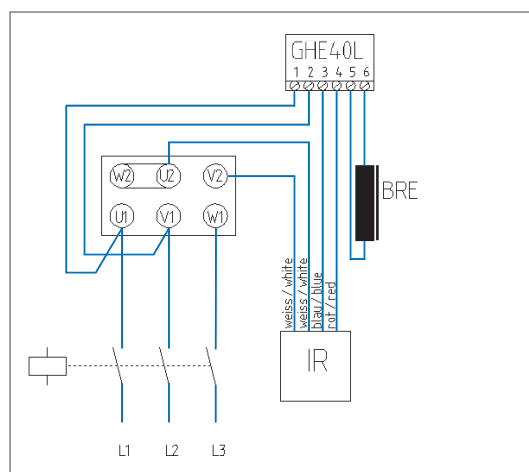 GHE40L
1 2 3 4 5 6
W2 U2 V2
BRE
U1 V1 W1
weiss / white
weiss / white
blau / blue
rot / red
IR
L1 L2 L3